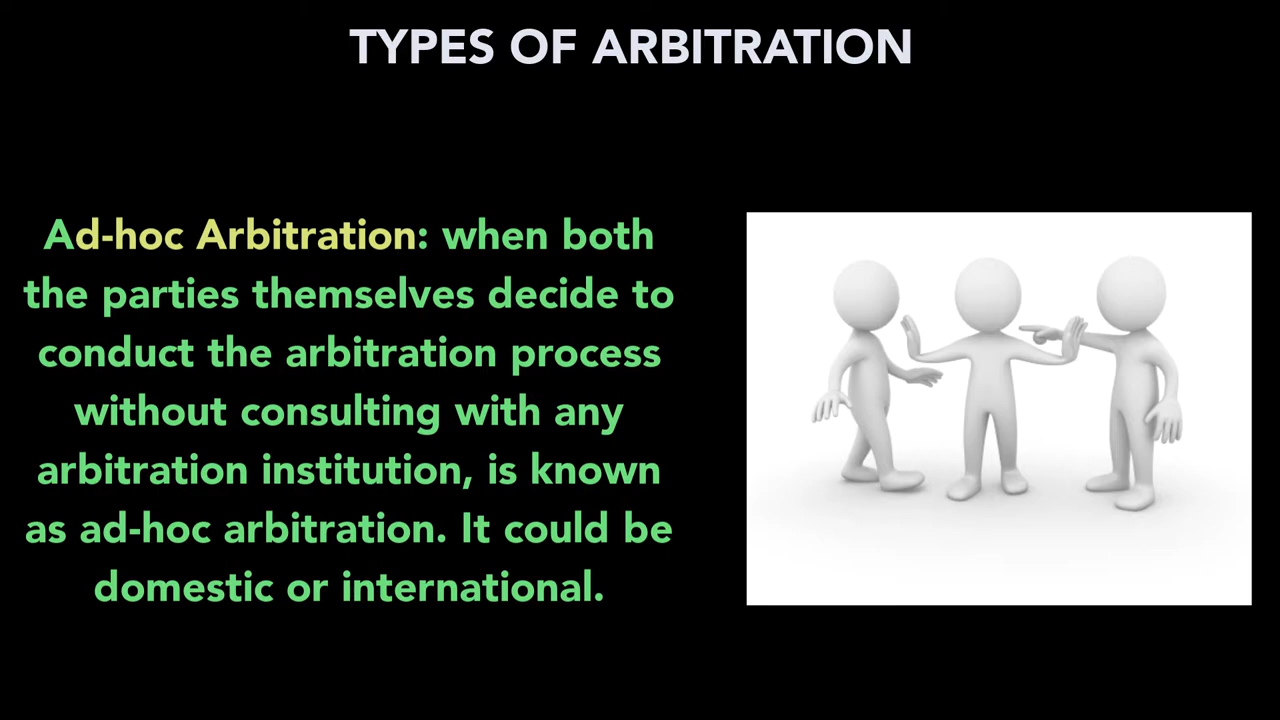 TYPES OF ARBITRATION
Ad-hoc Arbitration: when both
the parties themselves decide to
conduct the arbitration process
without consulting with any
arbitration institution, is known
as ad-hoc arbitration. It could be
domestic or international.